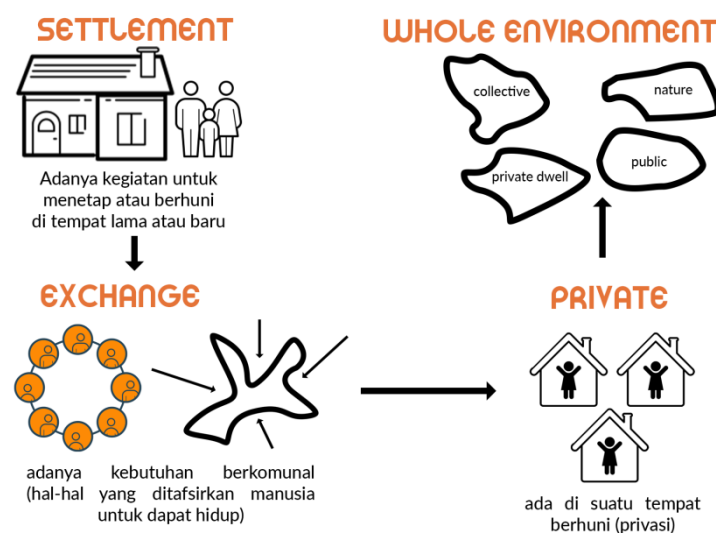 SETTLEMENT
Adanya kegiatan untuk
menetap atau berhuni
di tempat lama atau baru
EXCHANGE
adanya kebutuhan berkomunal
(hal-hal yang ditafsirkan manusia
untuk dapat hidup)
PRIVATE
ada di suatu tempat
berhuni (privasi)
WHOLE ENVIRONMENT
collective
nature
private dwell
public